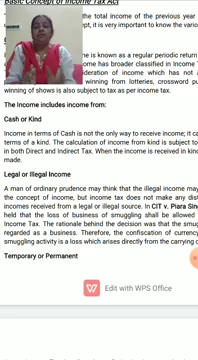 Basic Concept of Income Tax Act
the total income of the previous year
pt, it is very important to know the vario
ne is known as a regular periodic return
ome has broader classified in Income T
ideration of income which has not a
winning from lotteries, crossword pu
winning of shows is also subject to tax as per income tax.
The Income includes income from:
Cash or Kind
Income in terms of Cash is not the only way to receive income; it ca
terms of a kind. The calculation of income from kind is subject to
in both Direct and Indirect Tax. When the income is received in kind
made.
Legal or Illegal Income
A man of ordinary prudence may think that the illegal income may
the concept of income, but income tax does not make any dist
incomes received from a legal or illegal source. In CIT v. Piara Sing
held that the loss of business of smuggling shall be allowed
Income Tax. The rationale behind the decision was that the smug
regarded as a business. Therefore, the confiscation of currency
smuggling activity is a loss which arises directly from the carrying o
Temporary or Permanent
Edit with WPS Office